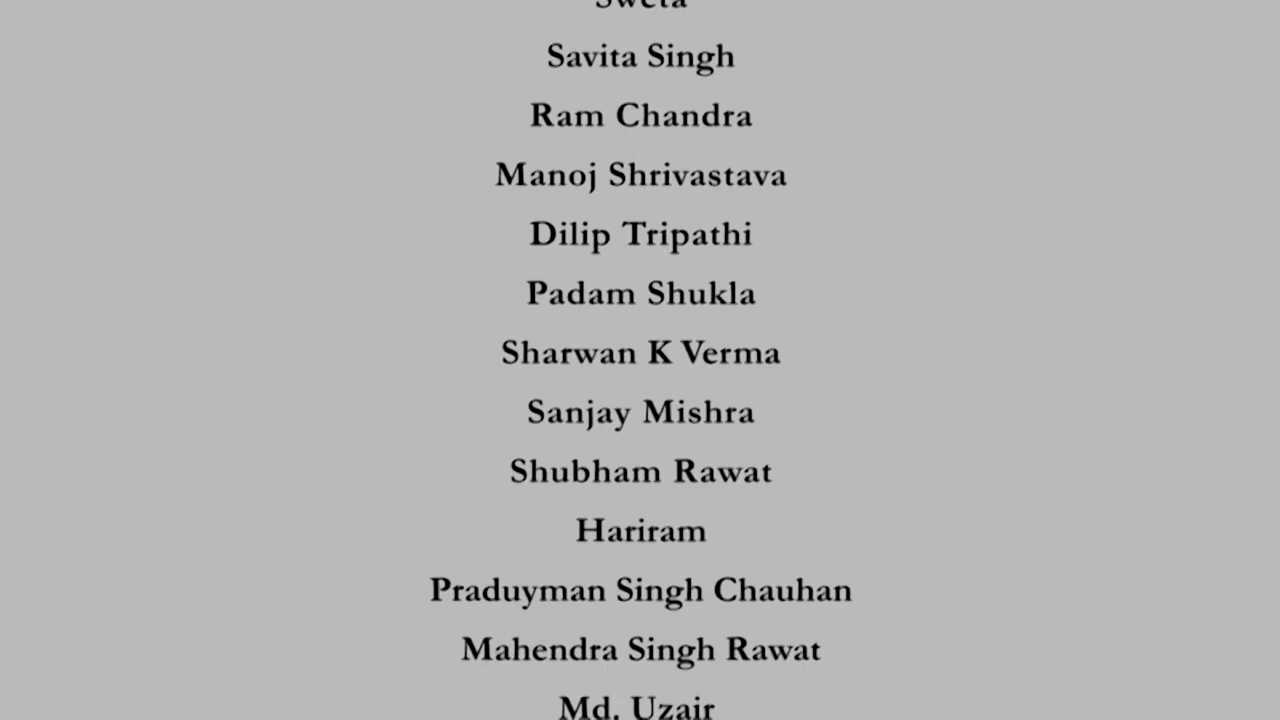 Sweta
Savita Singh
Ram Chandra
Manoj Shrivastava
Dilip Tripathi
Padam Shukla
Sharwan K Verma
Sanjay Mishra
Shubham Rawat
Hariram
Praduyman Singh Chauhan
Mahendra Singh Rawat
Md. Uzair